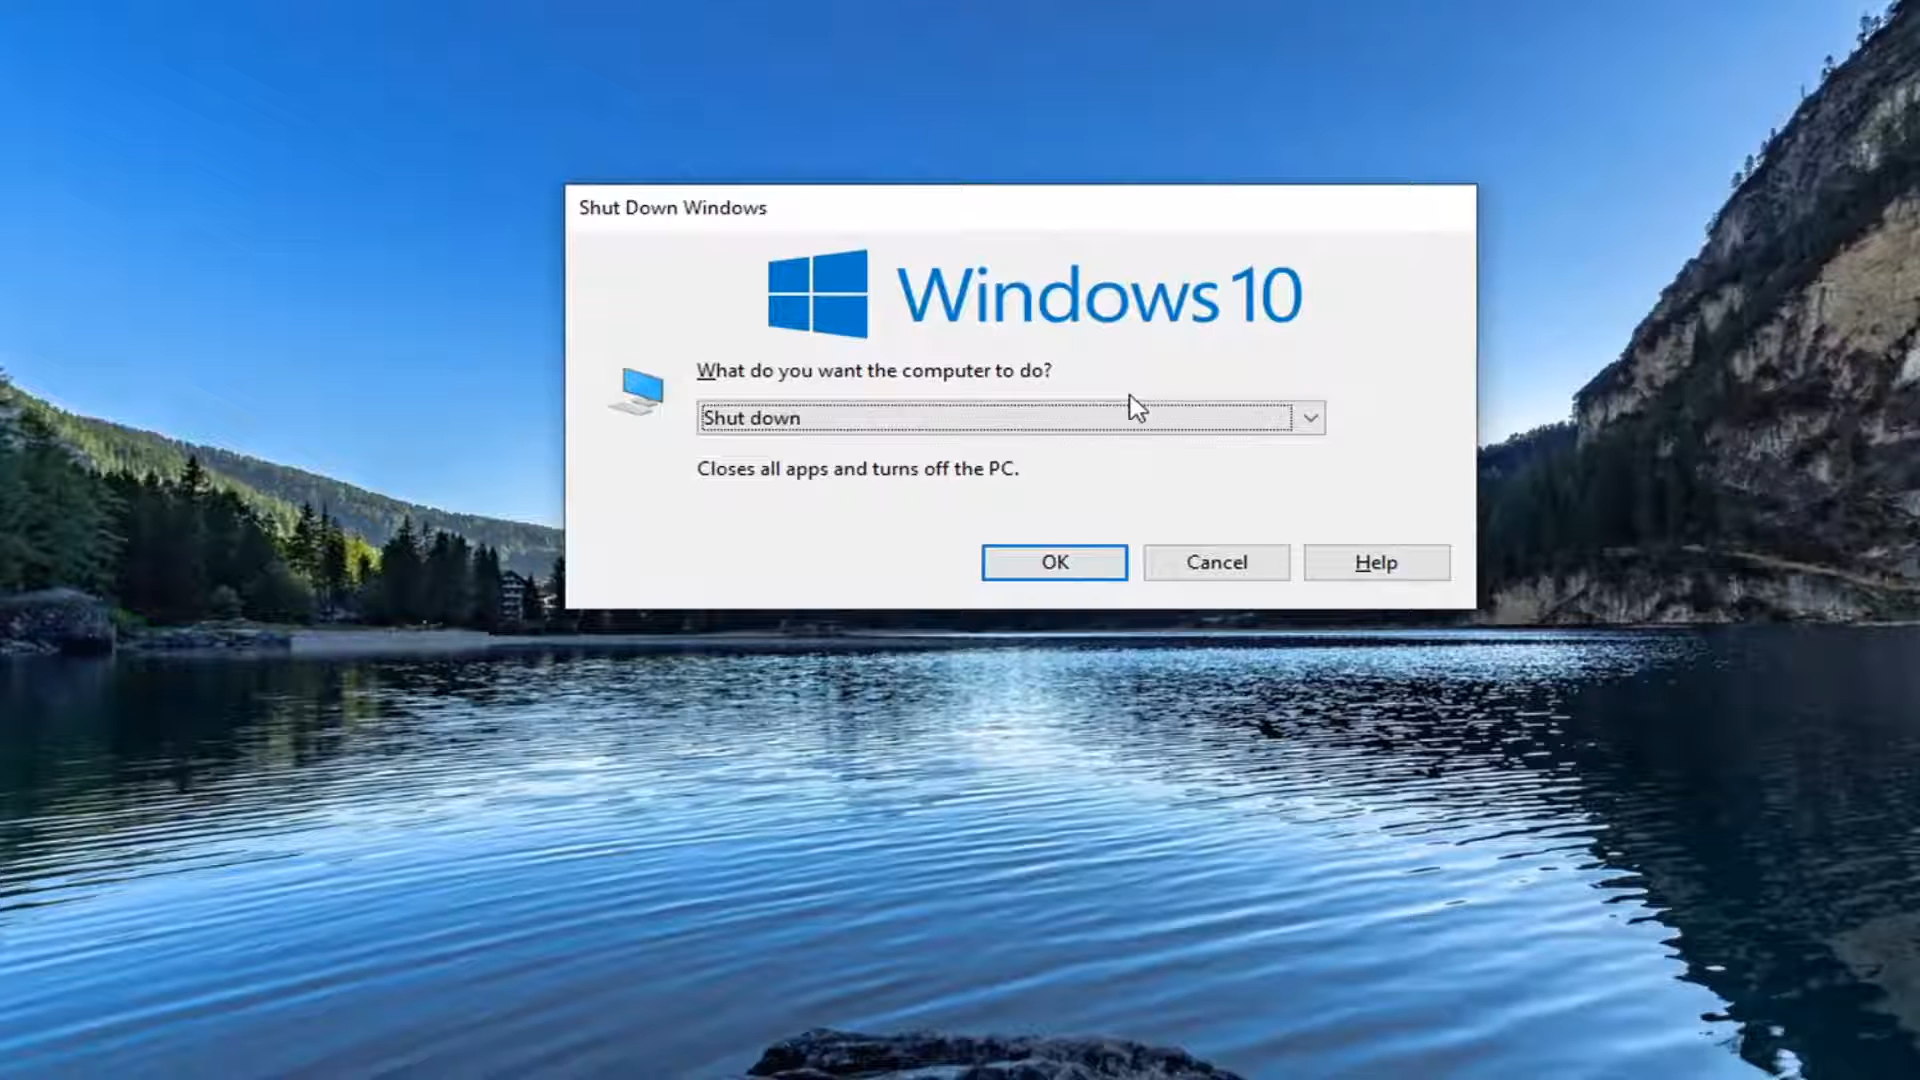 Shut Down Windows
Windows 10
What do you want the computer to do?
Shut down
Closes all apps and turns off the PC.
OK Cancel Help